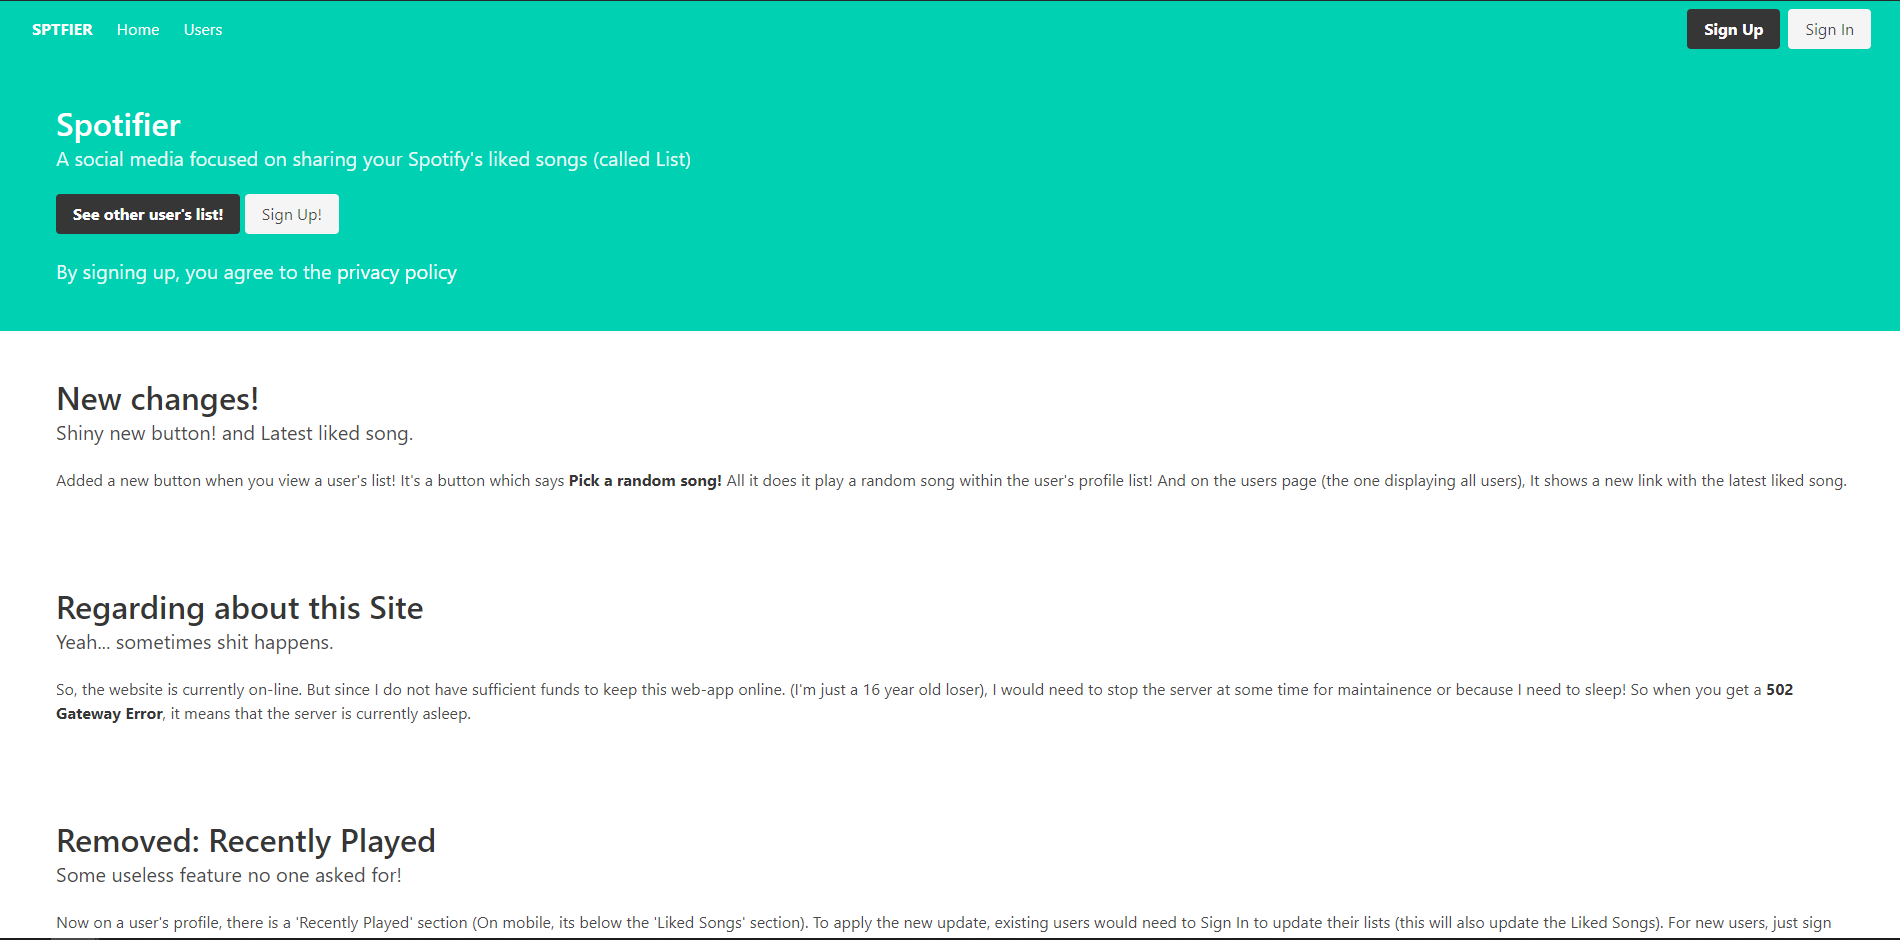 SPTFIER Home Users Sign Up Sign In
Spotifier
A social media focused on sharing your Spotify's liked songs (called List)
See other user's list! Sign Up!
By signing up, you agree to the privacy policy
New changes!
Shiny new button! and Latest liked song.
Added a new button when you view a user's list! It's a button which says Pick a random song! All it does it play a random song within the user's profile list! And on the users page (the one displaying all users), It shows a new link with the latest liked song.
Regarding about this Site
Yeah... sometimes shit happens.
So, the website is currently on-line. But since I do not have sufficient funds to keep this web-app online. (I'm just a 16 year old loser), I would need to stop the server at some time for maintainence or because I need to sleep! So when you get a 502
Gateway Error, it means that the server is currently asleep.
Removed: Recently Played
Some useless feature no one asked for!
Now on a user's profile, there is a 'Recently Played' section (On mobile, its below the 'Liked Songs' section). To apply the new update, existing users would need to Sign In to update their lists (this will also update the Liked Songs). For new users, just sign